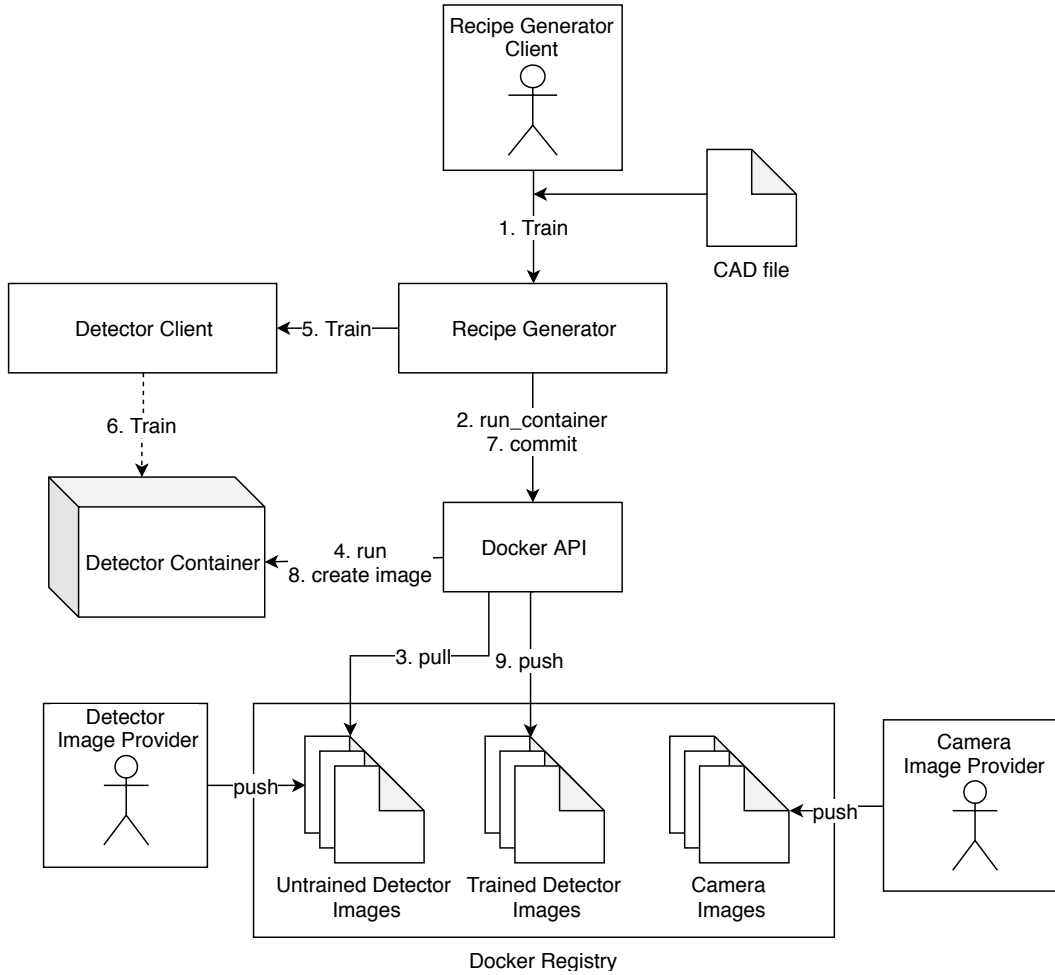 Recipe Generator
Client
1. Train
CAD file
Detector Client
5. Train
Recipe Generator
6. Train
2. run_container
7. commit
Detector Container
4. run
8. create image
Docker API
3. pull
9. push
Detector
Image Provider
push
Camera
Image Provider
push
Untrained Detector
Images
Trained Detector
Images
Camera
Images
Docker Registry